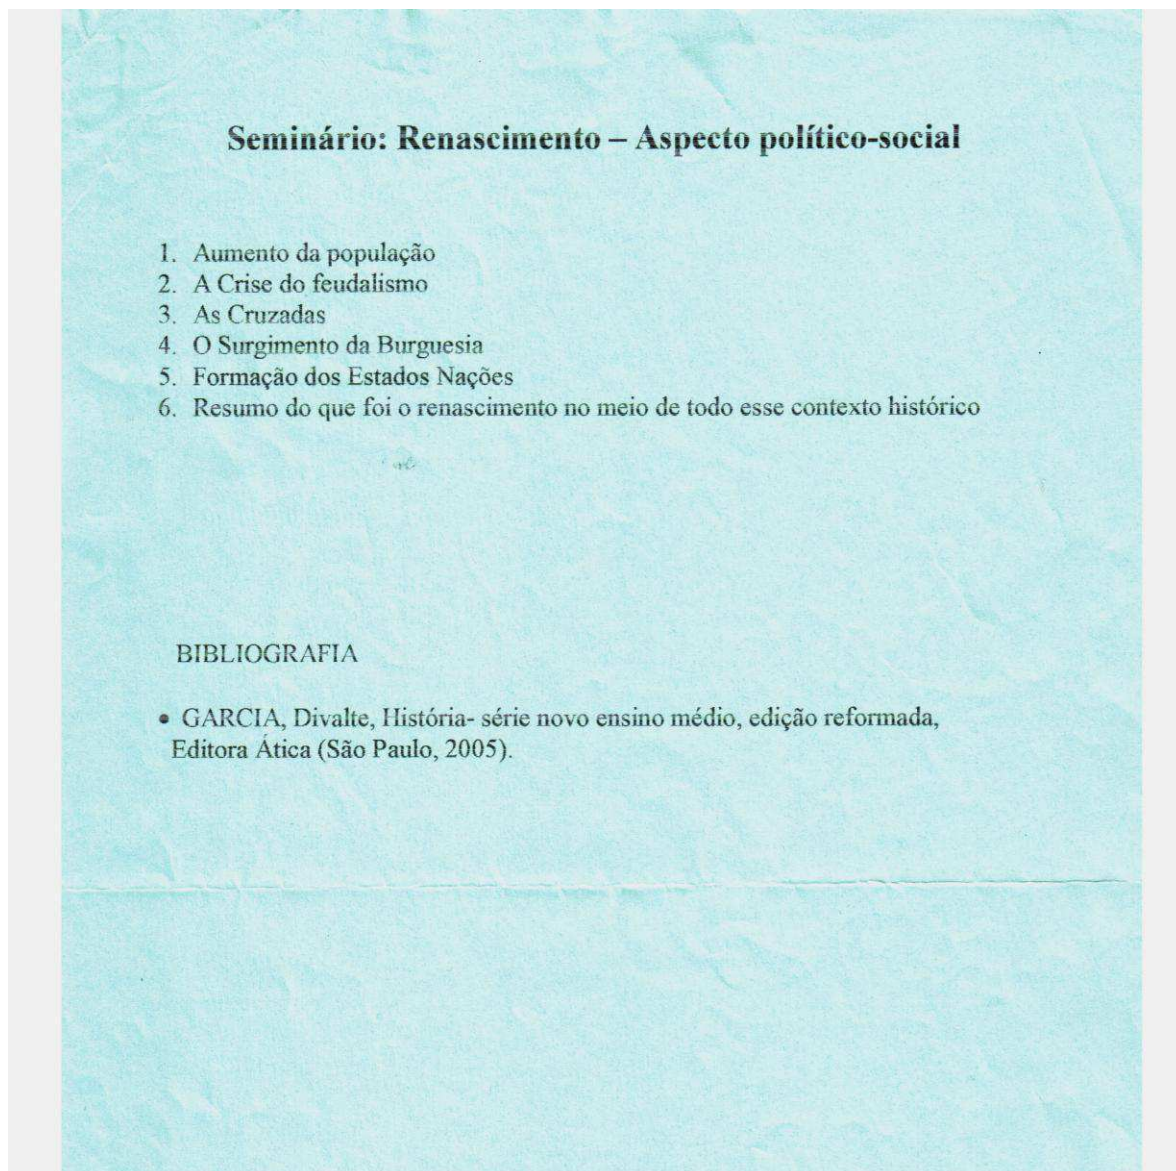 Seminário: Renascimento – Aspecto político-social
1. Aumento da população
2. A Crise do feudalismo
3. As Cruzadas
4. O Surgimento da Burguesia
5. Formação dos Estados Nações
6. Resumo do que foi o renascimento no meio de todo esse contexto histórico
BIBLIOGRAFIA
• GARCIA, Divalte, História- série novo ensino médio, edição reformada,
Editora Ática (São Paulo, 2005).